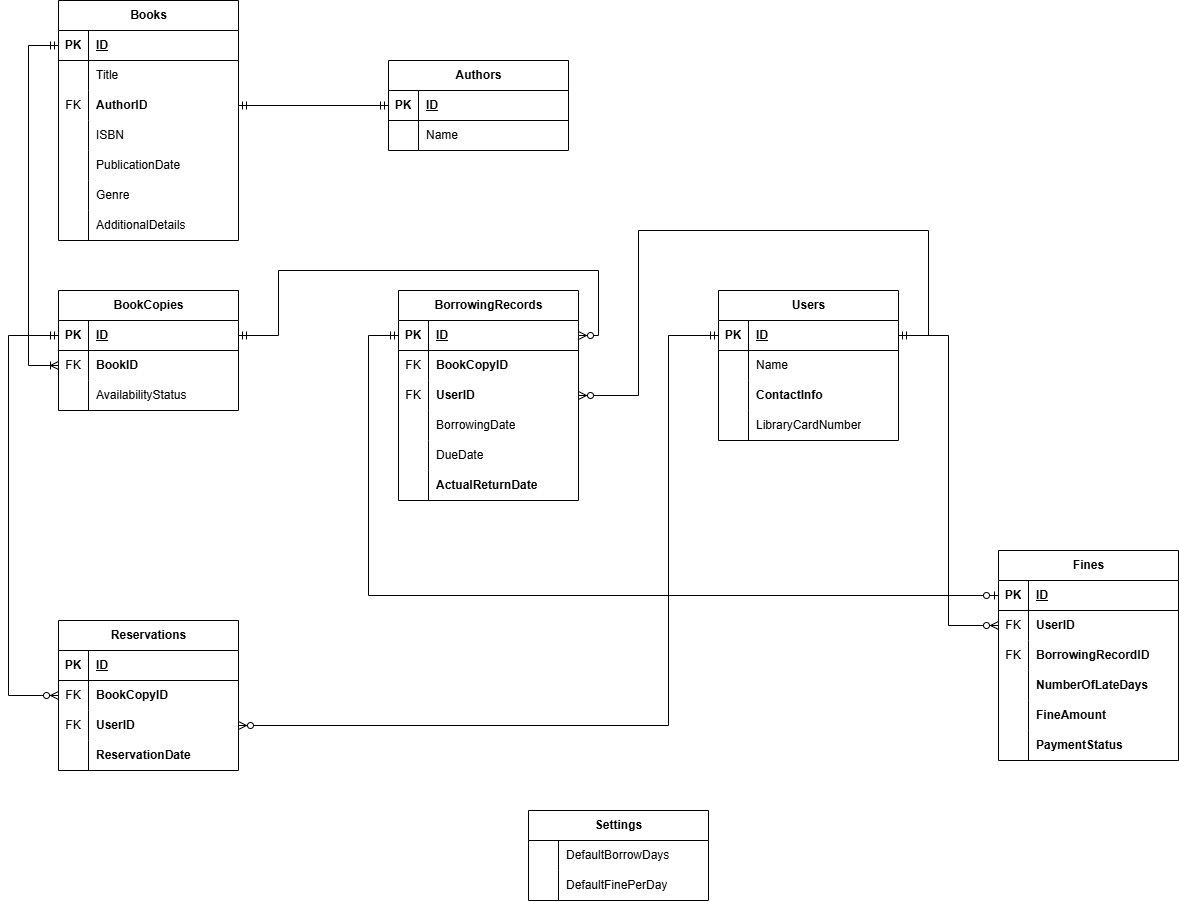 Books
PK ID
Title
FK AuthorID
ISBN
PublicationDate
Genre
AdditionalDetails
Authors
PK ID
Name
BookCopies
PK ID
FK BookID
AvailabilityStatus
BorrowingRecords
PK ID
FK BookCopyID
FK UserID
BorrowingDate
DueDate
ActualReturnDate
Users
PK ID
Name
ContactInfo
LibraryCardNumber
Fines
PK ID
FK UserID
FK BorrowingRecordID
NumberOfLateDays
FineAmount
PaymentStatus
Reservations
PK ID
FK BookCopyID
FK UserID
ReservationDate
Settings
DefaultBorrowDays
DefaultFinePerDay